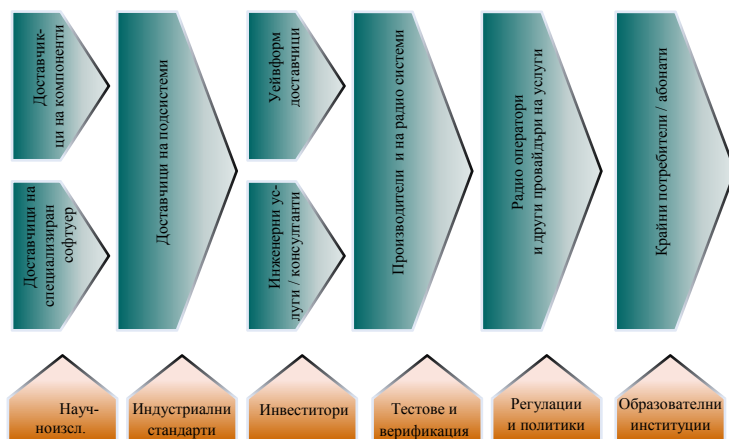 Доставчик-
ци на компоненти
Доставчици на
специализиран
софтуер
Доставчици на подсистеми
Уейвформ
доставчици
Инженерни ус-
луги / консултанти
Производители и на радио системи
Радио оператори
и други провайдъри на услуги
Крайни потребители / абонати
Науч-
ноизсл.
Индустриални
стандарти
Инвеститори
Тестове и
верификация
Регулации
и политики
Образователни
институции